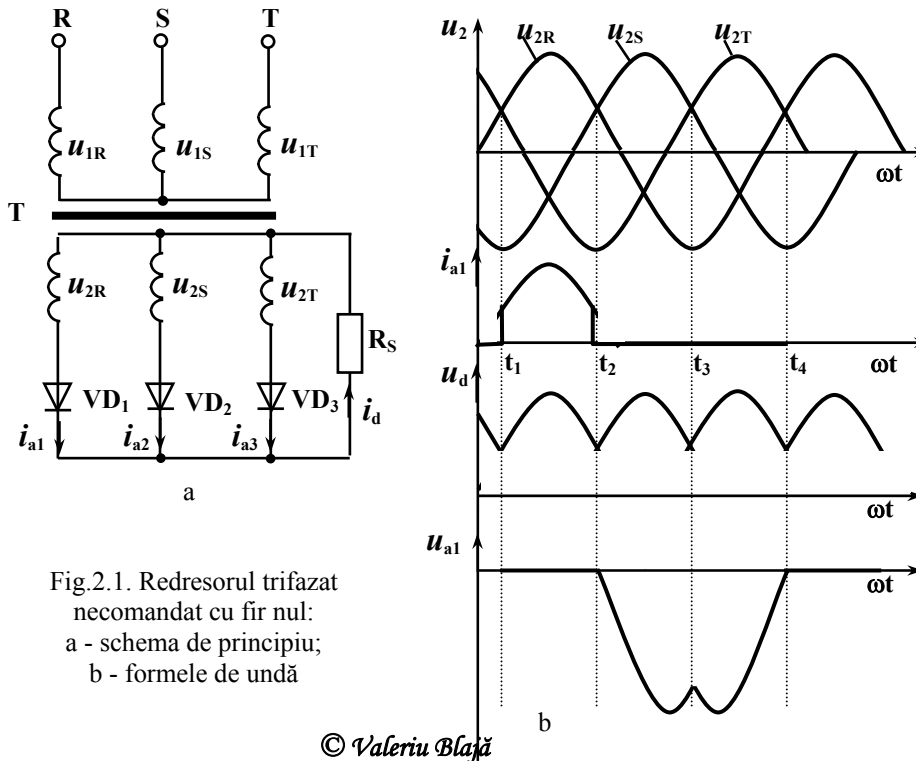 R S T
u1R u1S u1T
T
u2R u2S u2T
RS
VD1 VD2 VD3 id
ia1 ia2 ia3
a
Fig.2.1. Redresorul trifazat
necomandat cu fir nul:
a - schema de principiu;
b - formele de undă
u2 u2R u2S u2T
ωt
ia1
t1 t2 t3 t4 ωt
ud
ωt
ua1
ωt
b
© Valeriu Blajă